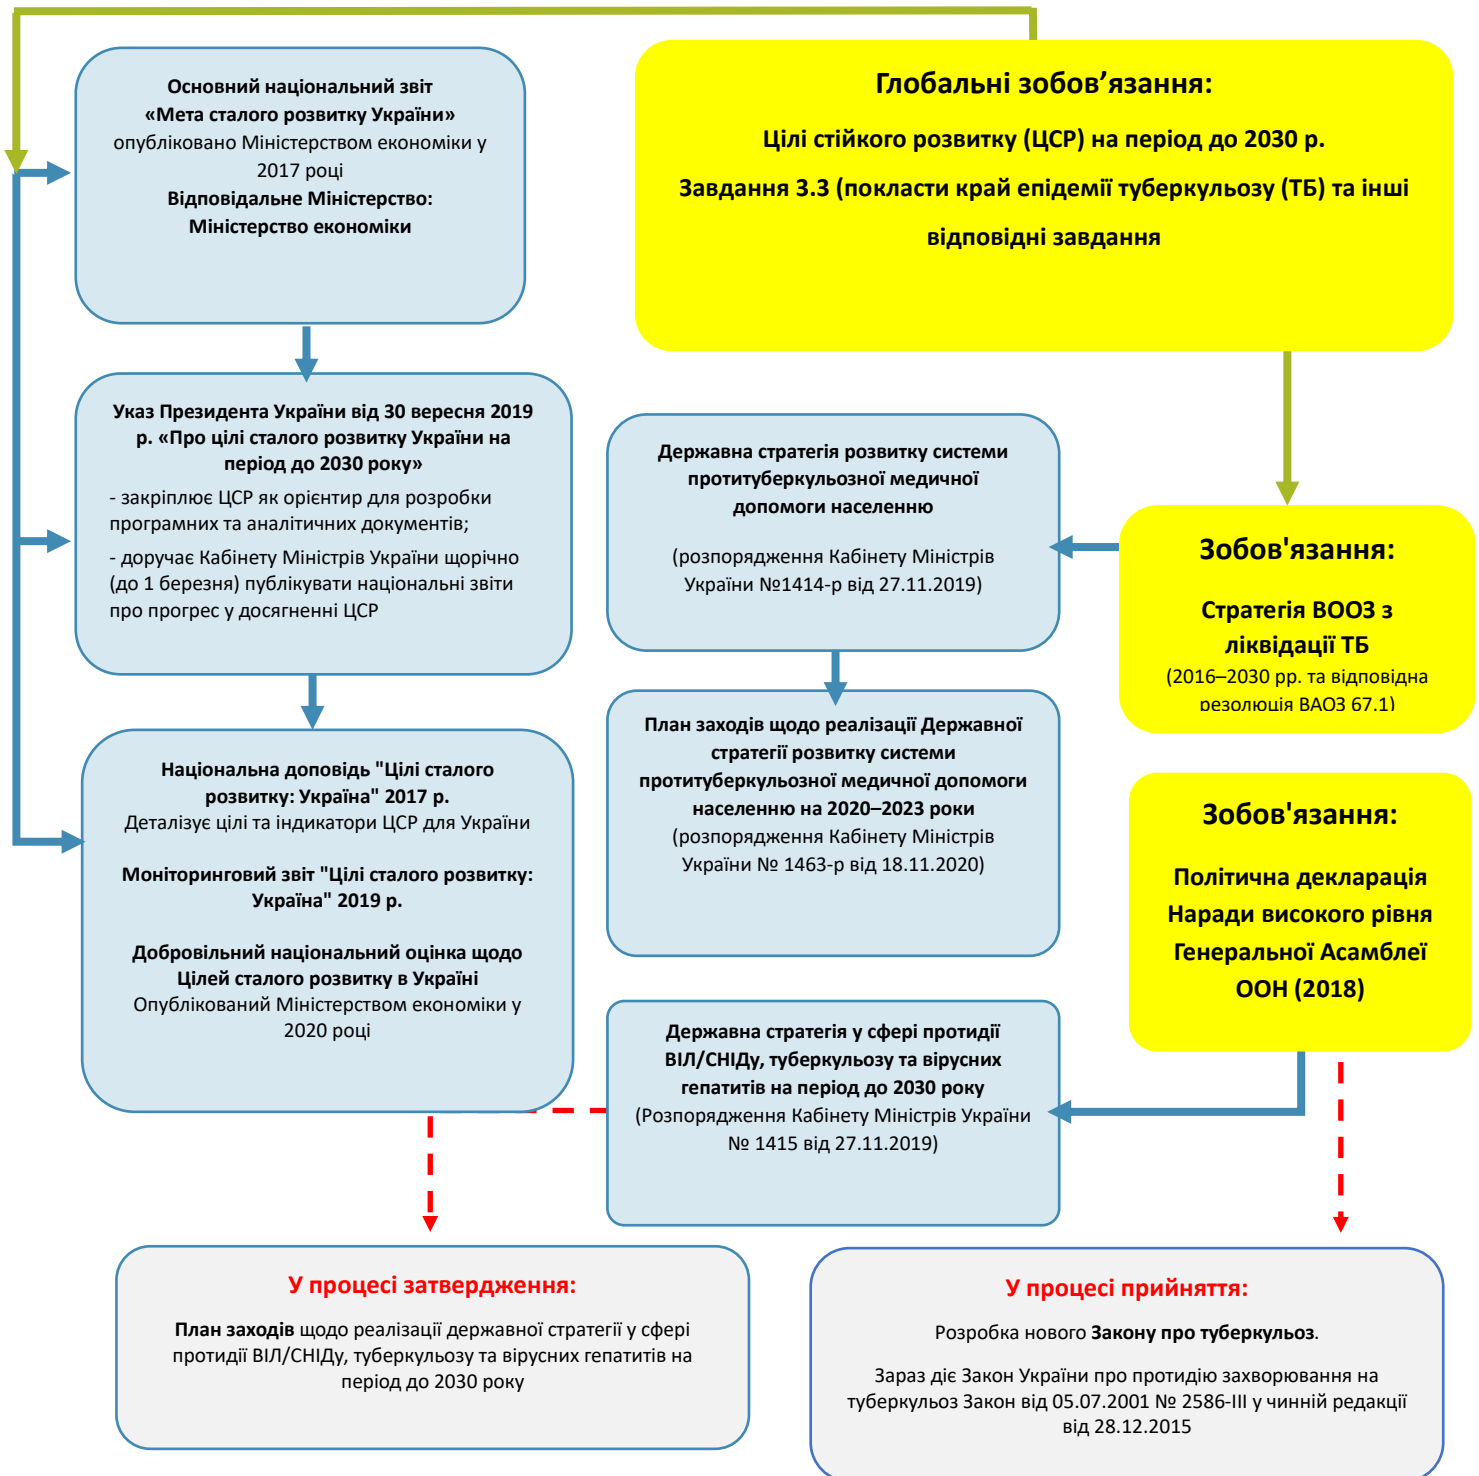 Основний національний звіт
«Мета сталого розвитку України»
опубліковано Міністерством економіки у
2017 році
Відповідальне Міністерство:
Міністерство економіки
Глобальні зобов’язання:
Цілі стійкого розвитку (ЦСР) на період до 2030 р.
Завдання 3.3 (покласти край епідемії туберкульозу (ТБ) та інші
відповідні завдання
Указ Президента України від 30 вересня 2019
р. «Про цілі сталого розвитку України на
період до 2030 року»
- закріплює ЦСР як орієнтир для розробки
програмних та аналітичних документів;
- доручає Кабінету Міністрів України щорічно
(до 1 березня) публікувати національні звіти
про прогрес у досягненні ЦСР
Державна стратегія розвитку системи
протитуберкульозної медичної
допомоги населенню
(розпорядження Кабінету Міністрів
України №1414-р від 27.11.2019)
Зобов'язання:
Стратегія ВООЗ з
ліквідації ТБ
(2016–2030 рр. та відповідна
резолюція ВАОЗ 67.1)
План заходів щодо реалізації Державної
стратегії розвитку системи
протитуберкульозної медичної допомоги
населенню на 2020–2023 роки
(розпорядження Кабінету Міністрів
України № 1463-р від 18.11.2020)
Національна доповідь "Цілі сталого
розвитку: Україна" 2017 р.
Деталізує цілі та індикатори ЦСР для України
Моніторинговий звіт "Цілі сталого розвитку:
Україна" 2019 р.
Добровільний національний оцінка щодо
Цілей сталого розвитку в Україні
Опублікований Міністерством економіки у
2020 році
Зобов'язання:
Політична декларація
Наради високого рівня
Генеральної Асамблеї
ООН (2018)
Державна стратегія у сфері протидії
ВІЛ/СНІДу, туберкульозу та вірусних
гепатитів на період до 2030 року
(Розпорядження Кабінету Міністрів України
№ 1415 від 27.11.2019)
У процесі затвердження:
План заходів щодо реалізації державної стратегії у сфері
протидії ВІЛ/СНІДу, туберкульозу та вірусних гепатитів на
період до 2030 року
У процесі прийняття:
Розробка нового Закону про туберкульоз.
Зараз діє Закон України про протидію захворювання на
туберкульоз Закон від 05.07.2001 № 2586-III у чинній редакції
від 28.12.2015